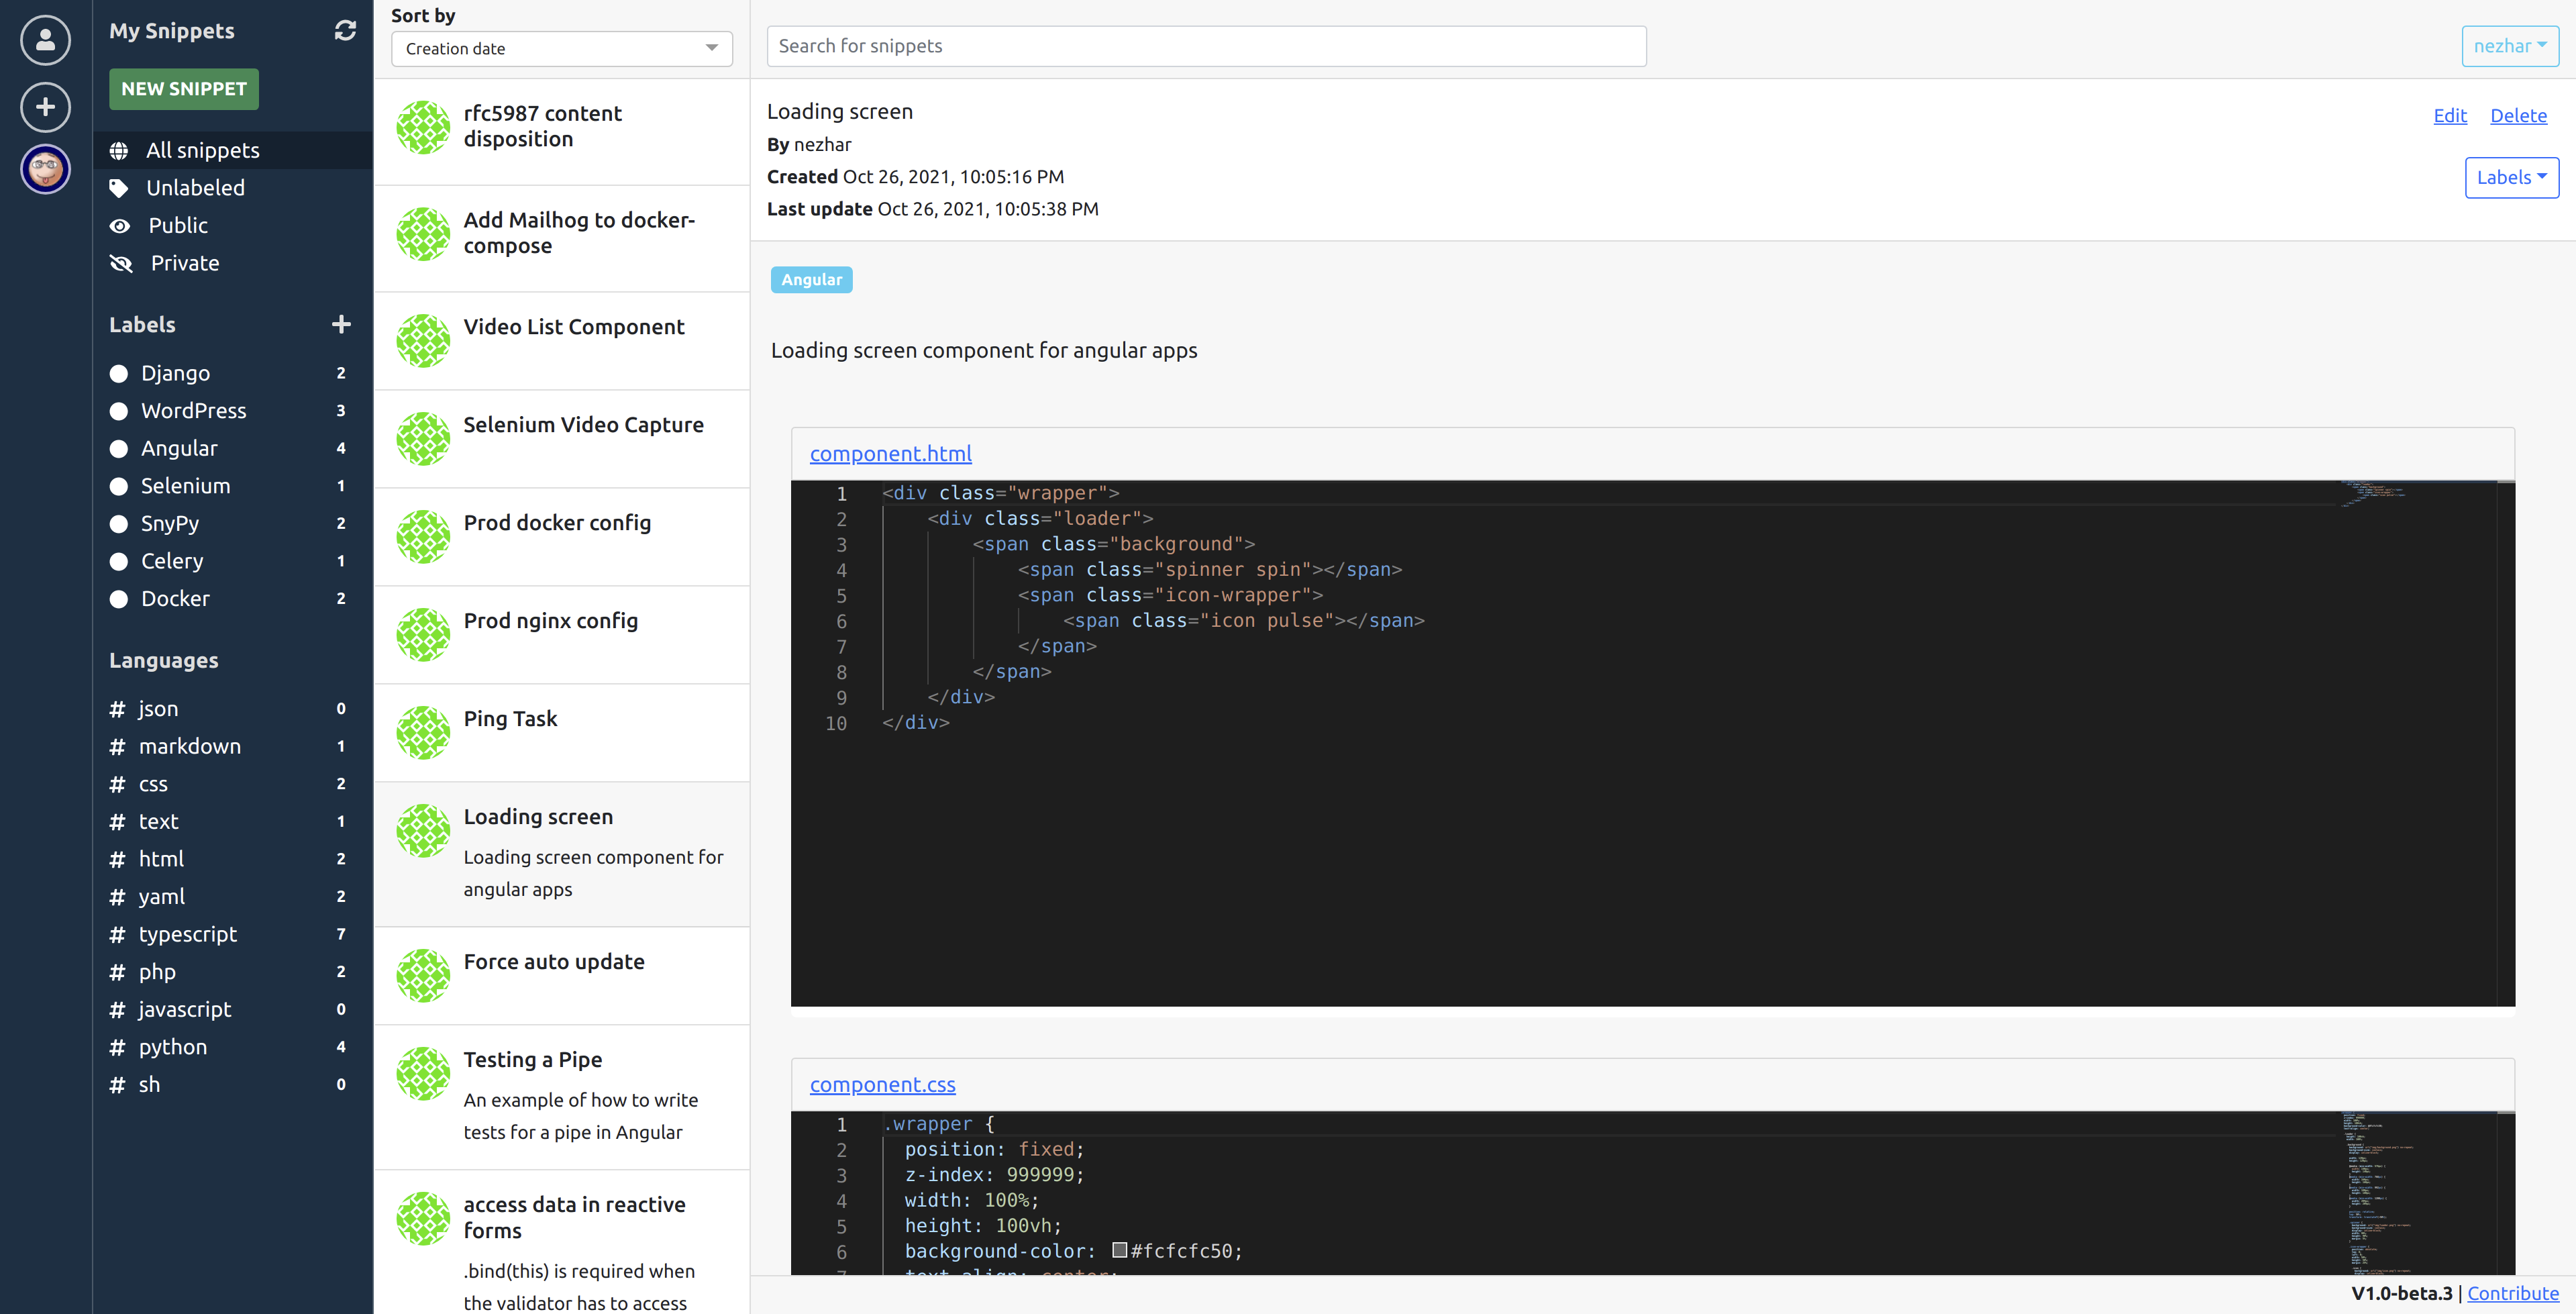 My Snippets
NEW SNIPPET
All snippets
Unlabeled
Public
Private
Labels
Django 2
WordPress 3
Angular 4
Selenium 1
SnyPy 2
Celery 1
Docker 2
Languages
# json 0
# markdown 1
# css 2
# text 1
# html 2
# yaml 2
# typescript 7
# php 2
# javascript 0
# python 4
# sh 0
Sort by
Creation date
rfc5987 content
disposition
Add Mailhog to docker-
compose
Video List Component
Selenium Video Capture
Prod docker config
Prod nginx config
Ping Task
Loading screen
Loading screen component for
angular apps
Force auto update
Testing a Pipe
An example of how to write
tests for a pipe in Angular
access data in reactive
forms
.bind(this) is required when
the validator has to access
Search for snippets
nezhar
Loading screen
By nezhar
Created Oct 26, 2021, 10:05:16 PM
Last update Oct 26, 2021, 10:05:38 PM
Edit Delete
Labels
Angular
Loading screen component for angular apps
component.html
1 <div class="wrapper">
2 <div class="loader">
3 <span class="background">
4 <span class="spinner spin"></span>
5 <span class="icon-wrapper">
6 <span class="icon pulse"></span>
7 </span>
8 </span>
9 </div>
10 </div>
component.css
1 .wrapper {
2 position: fixed;
3 z-index: 999999;
4 width: 100%;
5 height: 100vh;
6 background-color: #fcfcfc50;
7 text-align: center;
V1.0-beta.3 | Contribute